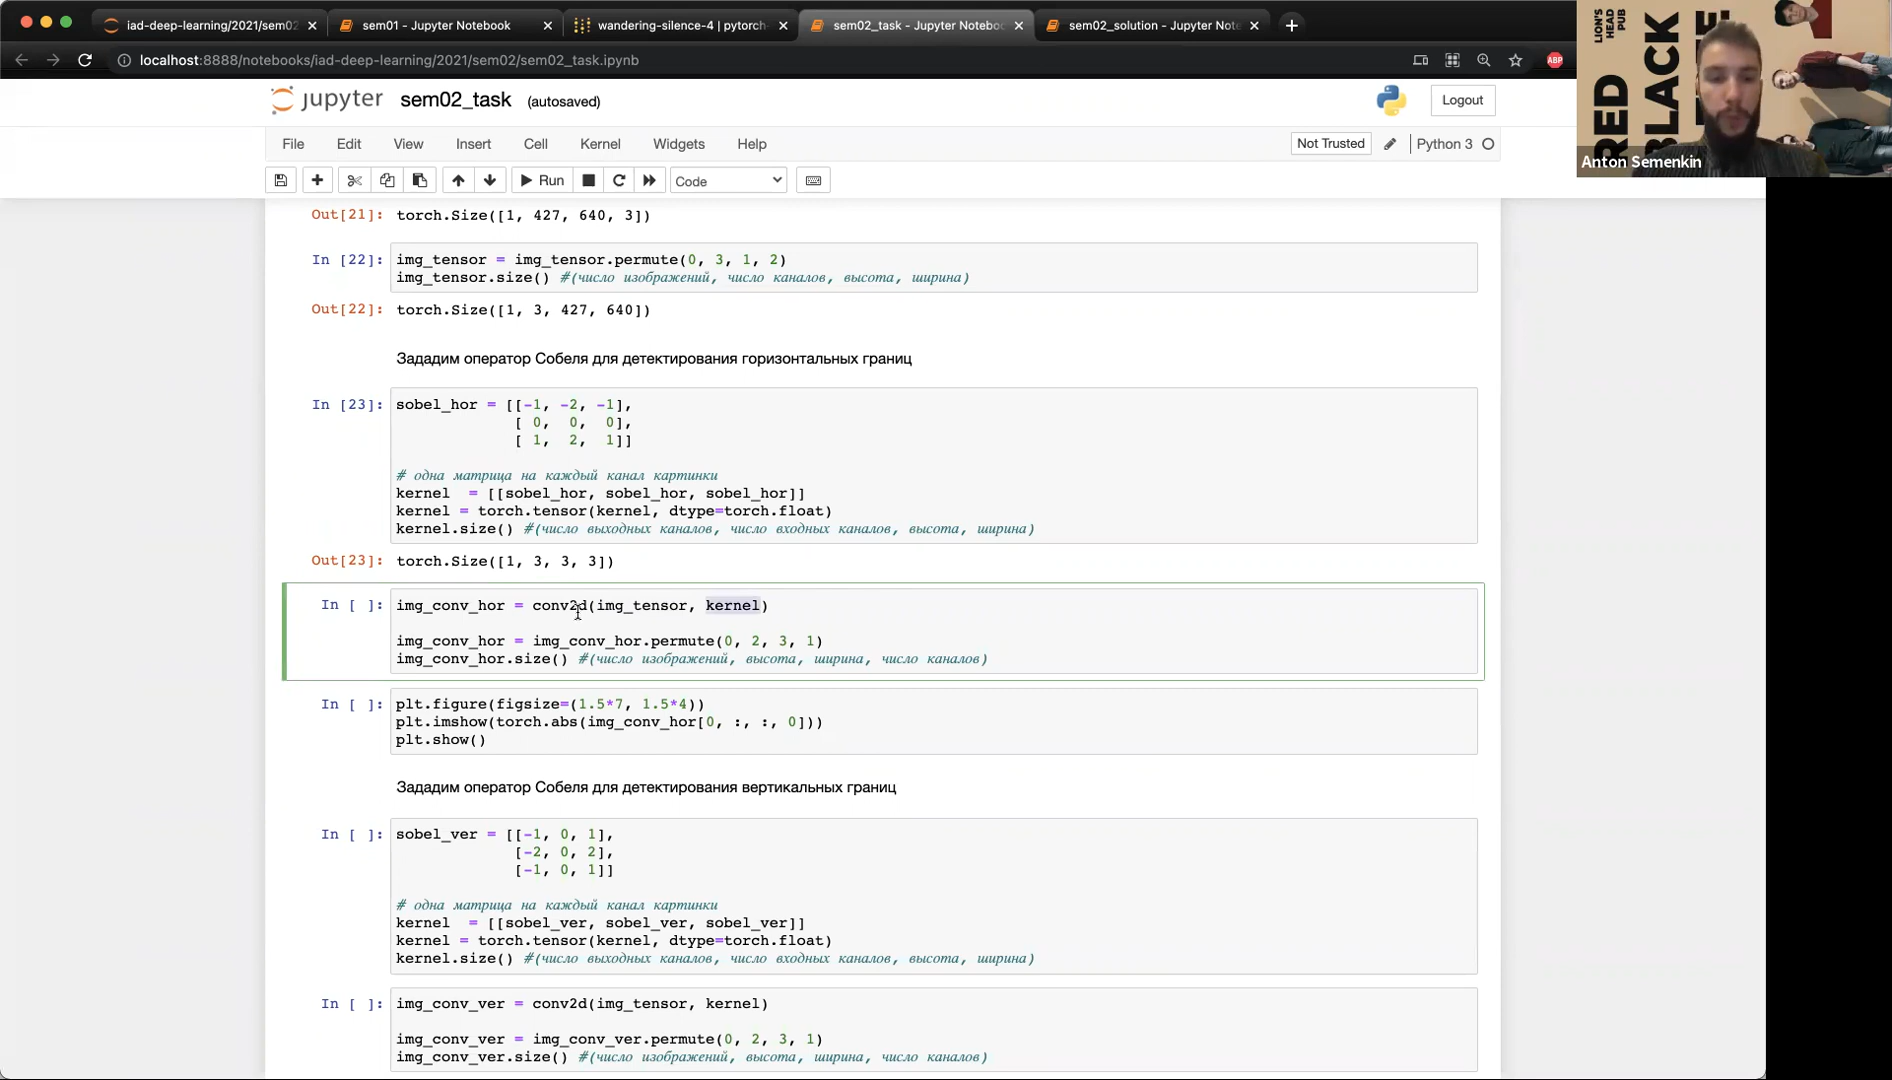 iad-deep-learning/2021/sem02
sem01 - Jupyter Notebook
wandering-silence-4 | pytorch-
sem02_task - Jupyter Notebook
sem02_solution - Jupyter Note
localhost:8888/notebooks/iad-deep-learning/2021/sem02/sem02_task.ipynb
ABP
LION'S
HEAD
PUB
RED
BLACK
Anton Semenkin
jupyter sem02_task (autosaved)
Logout
File Edit View Insert Cell Kernel Widgets Help
Not Trusted Python 3
Run Code
Out[21]: torch.Size([1, 427, 640, 3])
In [22]: img_tensor = img_tensor.permute(0, 3, 1, 2)
img_tensor.size() #(число изображений, число каналов, высота, ширина)
Out[22]: torch.Size([1, 3, 427, 640])
Зададим оператор Собеля для детектирования горизонтальных границ
In [23]: sobel_hor = [[-1, -2, -1],
[ 0, 0, 0],
[ 1, 2, 1]]
# одна матрица на каждый канал картинки
kernel = [[sobel_hor, sobel_hor, sobel_hor]]
kernel = torch.tensor(kernel, dtype=torch.float)
kernel.size() #(число выходных каналов, число входных каналов, высота, ширина)
Out[23]: torch.Size([1, 3, 3, 3])
In [ ]: img_conv_hor = conv2d(img_tensor, kernel)
img_conv_hor = img_conv_hor.permute(0, 2, 3, 1)
img_conv_hor.size() #(число изображений, высота, ширина, число каналов)
In [ ]: plt.figure(figsize=(1.5*7, 1.5*4))
plt.imshow(torch.abs(img_conv_hor[0, :, :, 0]))
plt.show()
Зададим оператор Собеля для детектирования вертикальных границ
In [ ]: sobel_ver = [[-1, 0, 1],
[-2, 0, 2],
[-1, 0, 1]]
# одна матрица на каждый канал картинки
kernel = [[sobel_ver, sobel_ver, sobel_ver]]
kernel = torch.tensor(kernel, dtype=torch.float)
kernel.size() #(число выходных каналов, число входных каналов, высота, ширина)
In [ ]: img_conv_ver = conv2d(img_tensor, kernel)
img_conv_ver = img_conv_ver.permute(0, 2, 3, 1)
img_conv_ver.size() #(число изображений, высота, ширина, число каналов)